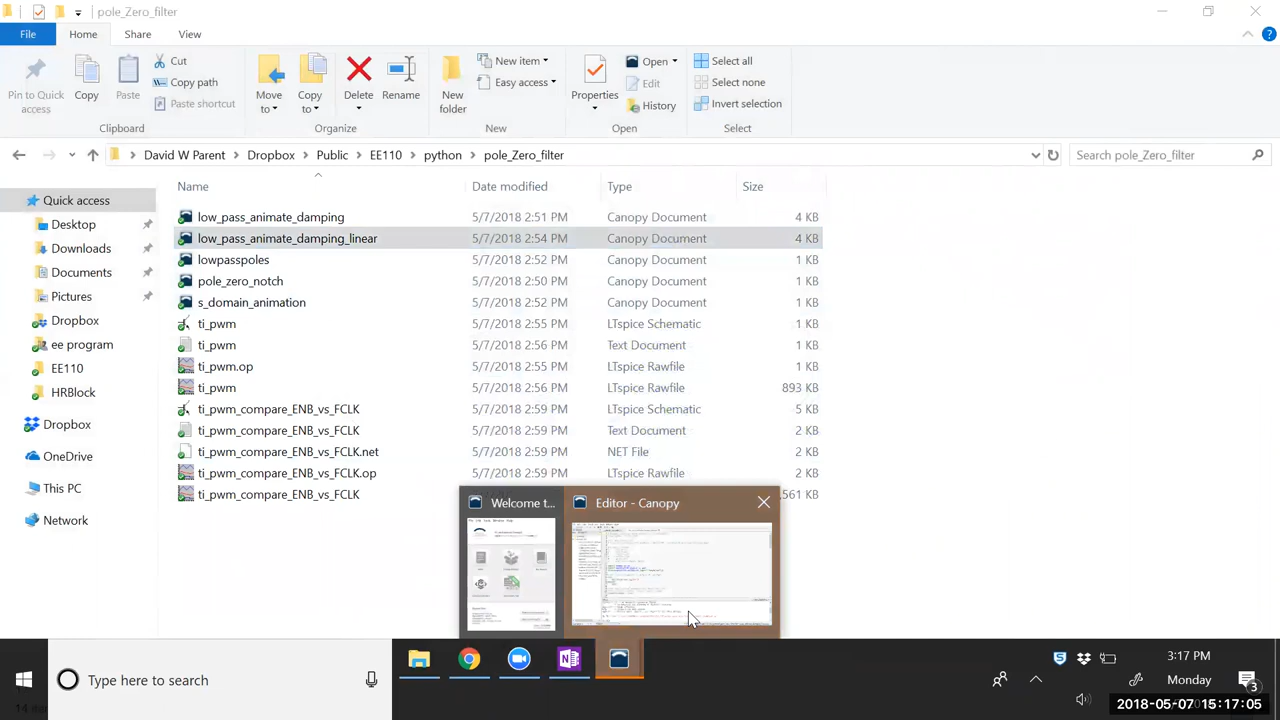 pole_Zero_filter
File Home Share View
Pin to Quick access
Copy
Paste
Cut
Copy path
Paste shortcut
Clipboard
Move to
Copy to
Delete
Rename
Organize
New folder
New item
Easy access
New
Properties
Open
Edit
History
Open
Select all
Select none
Invert selection
Select
David W Parent > Dropbox > Public > EE110 > python > pole_Zero_filter
Search pole_Zero_filter
Quick access
Desktop
Downloads
Documents
Pictures
Dropbox
ee program
EE110
HRBlock
Dropbox
OneDrive
This PC
Network
Name Date modified Type Size
low_pass_animate_damping 5/7/2018 2:51 PM Canopy Document 4 KB
low_pass_animate_damping_linear 5/7/2018 2:54 PM Canopy Document 4 KB
lowpasspoles 5/7/2018 2:52 PM Canopy Document 1 KB
pole_zero_notch 5/7/2018 2:50 PM Canopy Document 1 KB
s_domain_animation 5/7/2018 2:52 PM Canopy Document 1 KB
ti_pwm 5/7/2018 2:55 PM LTspice Schematic 1 KB
ti_pwm 5/7/2018 2:56 PM Text Document 2 KB
ti_pwm.op 5/7/2018 2:55 PM LTspice Rawfile 1 KB
ti_pwm 5/7/2018 2:56 PM LTspice Rawfile 893 KB
ti_pwm_compare_ENB_vs_FCLK 5/7/2018 2:59 PM LTspice Schematic 5 KB
ti_pwm_compare_ENB_vs_FCLK 5/7/2018 2:59 PM Text Document 2 KB
ti_pwm_compare_ENB_vs_FCLK.net 5/7/2018 2:59 PM NET File 1 KB
ti_pwm_compare_ENB_vs_FCLK.op 5/7/2018 2:59 PM LTspice Rawfile 2 KB
ti_pwm_compare_ENB_vs_FCLK ,561 KB
Welcome t...
Editor - Canopy
Type here to search
3:17 PM
Monday
3
2018-05-07 15:17:05